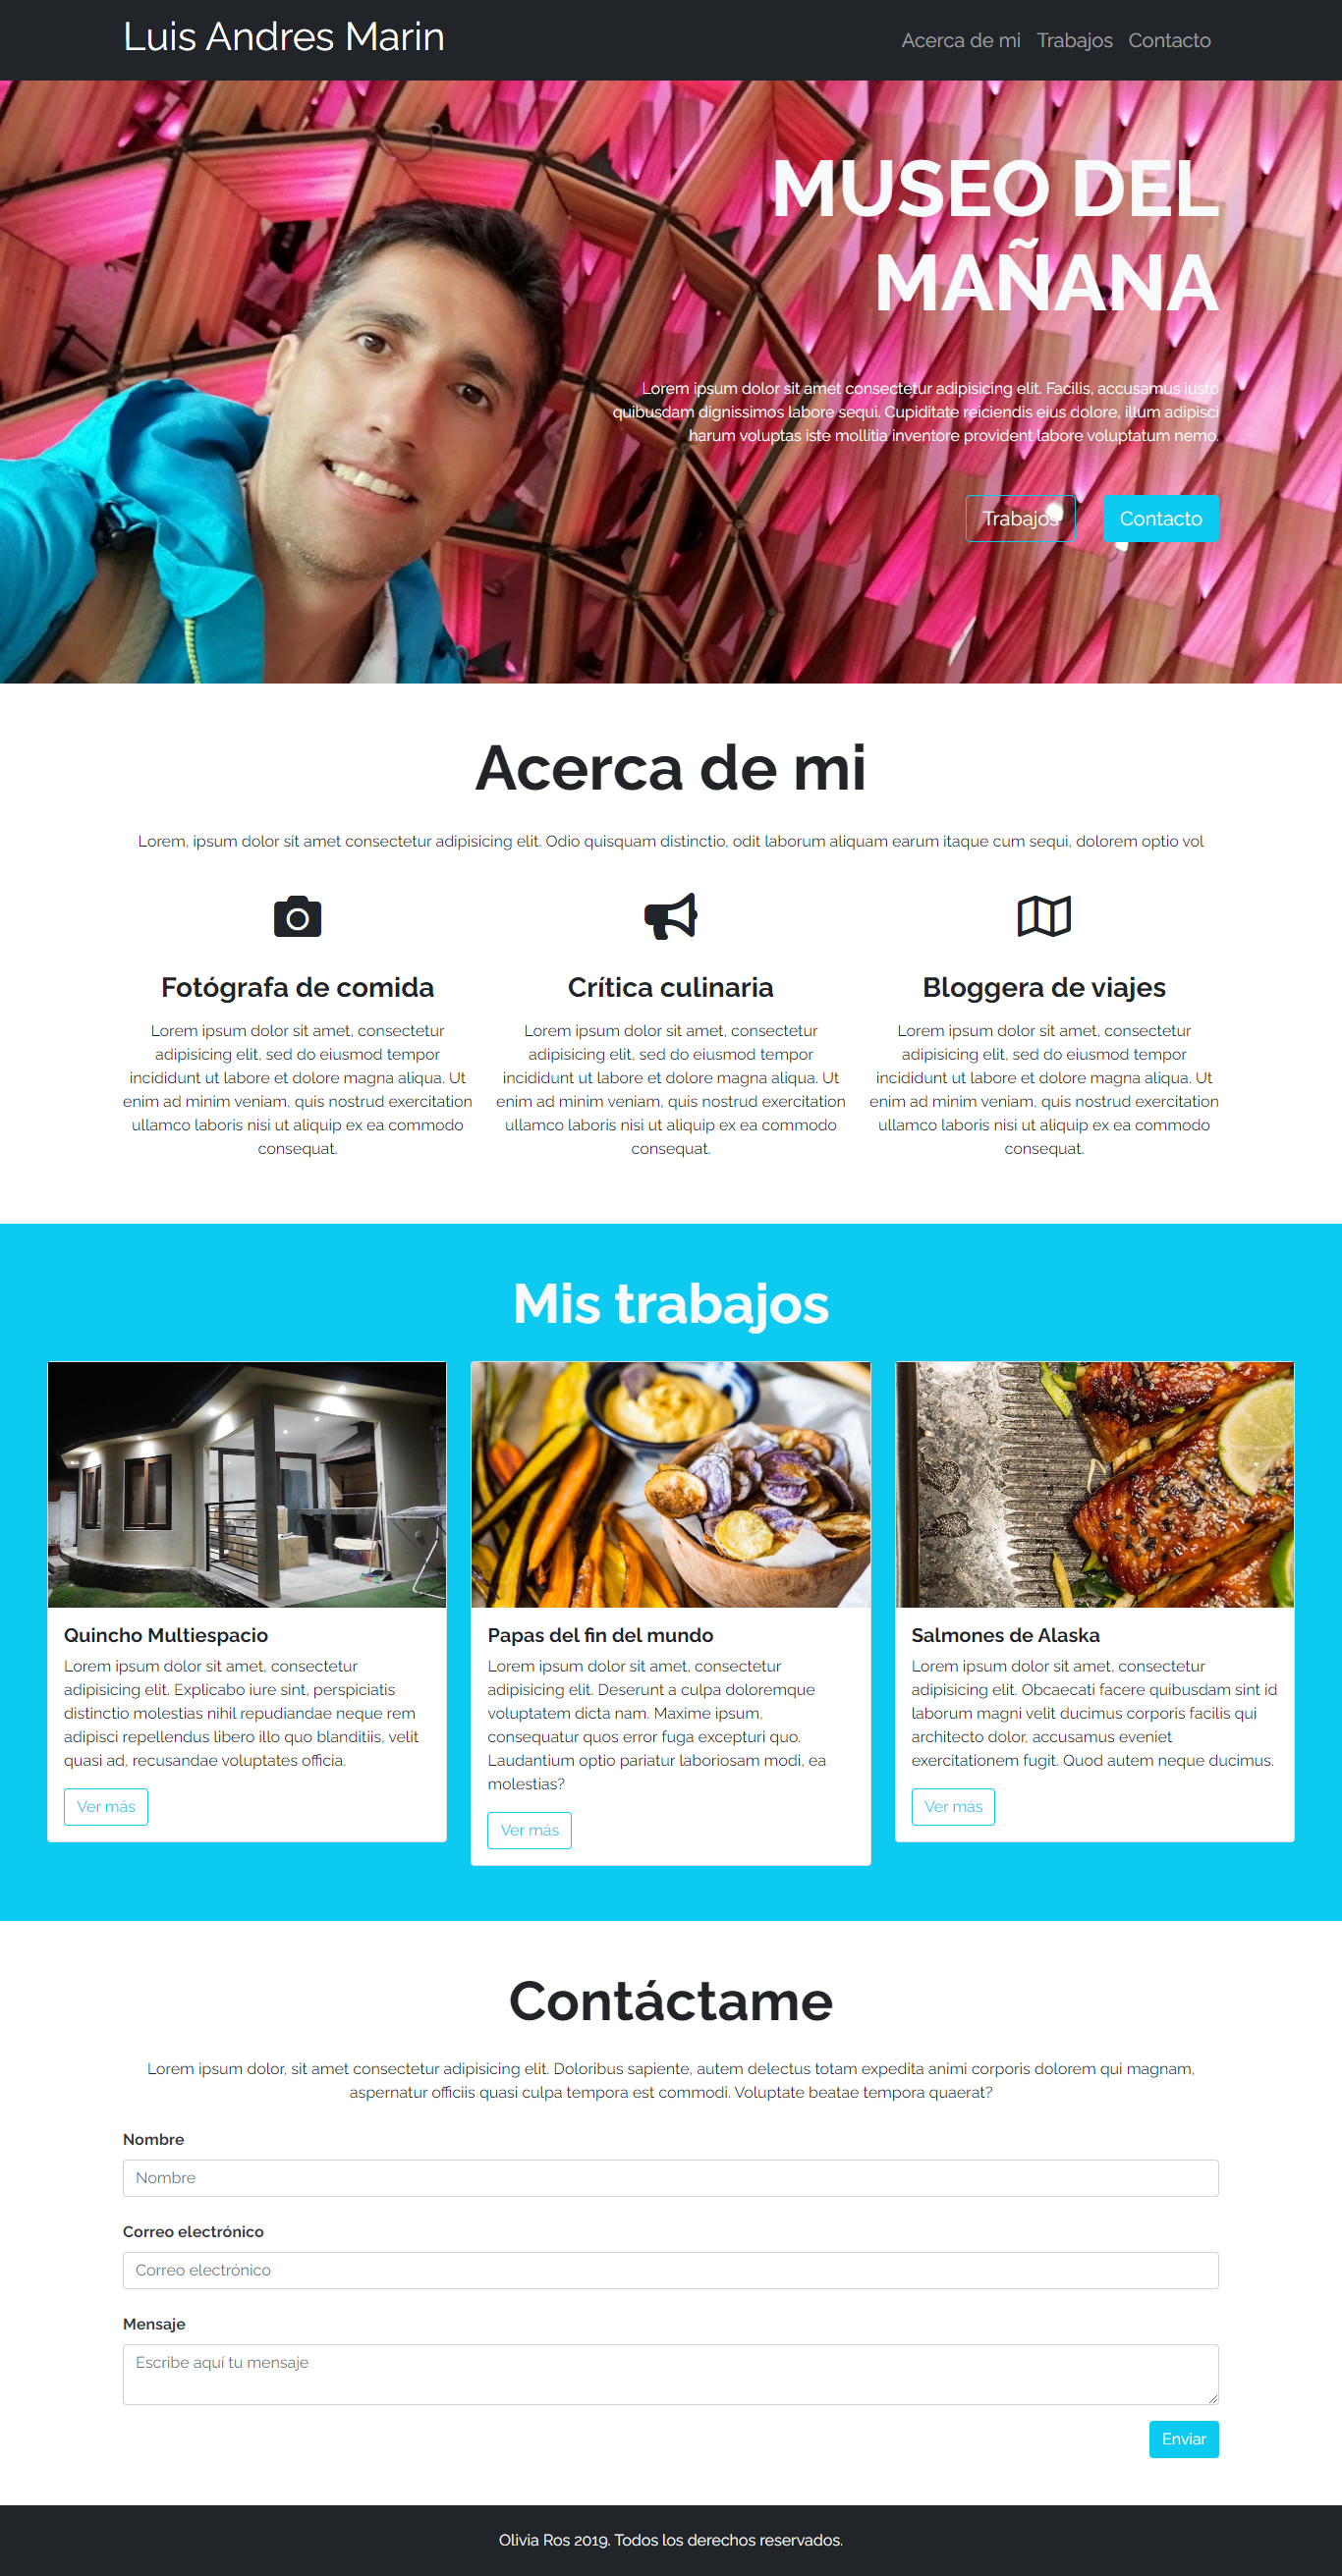 Luis Andres Marin
Acerca de mi Trabajos Contacto
MUSEO DEL
MAÑANA
Lorem ipsum dolor sit amet consectetur adipisicing elit. Facilis, accusamus iusto
quibusdam dignissimos labore sequi. Cupiditate reiciendis eius dolore, illum adipisci
harum voluptas iste mollitia inventore provident labore voluptatum nemo.
Trabajos Contacto
Acerca de mi
Lorem, ipsum dolor sit amet consectetur adipisicing elit. Odio quisquam distinctio, odit laborum aliquam earum itaque cum sequi, dolorem optio vol
Fotógrafa de comida
Lorem ipsum dolor sit amet, consectetur
adipisicing elit, sed do eiusmod tempor
incididunt ut labore et dolore magna aliqua. Ut
enim ad minim veniam, quis nostrud exercitation
ullamco laboris nisi ut aliquip ex ea commodo
consequat.
Crítica culinaria
Lorem ipsum dolor sit amet, consectetur
adipisicing elit, sed do eiusmod tempor
incididunt ut labore et dolore magna aliqua. Ut
enim ad minim veniam, quis nostrud exercitation
ullamco laboris nisi ut aliquip ex ea commodo
consequat.
Bloggera de viajes
Lorem ipsum dolor sit amet, consectetur
adipisicing elit, sed do eiusmod tempor
incididunt ut labore et dolore magna aliqua. Ut
enim ad minim veniam, quis nostrud exercitation
ullamco laboris nisi ut aliquip ex ea commodo
consequat.
Mis trabajos
Quincho Multiespacio
Lorem ipsum dolor sit amet, consectetur
adipisicing elit. Explicabo iure sint, perspiciatis
distinctio molestias nihil repudiandae neque rem
adipisci repellendus libero illo quo blanditiis, velit
quasi ad, recusandae voluptates officia.
Ver más
Papas del fin del mundo
Lorem ipsum dolor sit amet, consectetur
adipisicing elit. Deserunt a culpa doloremque
voluptatem dicta nam. Maxime ipsum,
consequatur quos error fuga excepturi quo.
Laudantium optio pariatur laboriosam modi, ea
molestias?
Ver más
Salmones de Alaska
Lorem ipsum dolor sit amet, consectetur
adipisicing elit. Obcaecati facere quibusdam sint id
laborum magni velit ducimus corporis facilis qui
architecto dolor, accusamus eveniet
exercitationem fugit. Quod autem neque ducimus.
Ver más
Contáctame
Lorem ipsum dolor, sit amet consectetur adipisicing elit. Doloribus sapiente, autem delectus totam expedita animi corporis dolorem qui magnam,
aspernatur officiis quasi culpa tempora est commodi. Voluptate beatae tempora quaerat?
Nombre
Nombre
Correo electrónico
Correo electrónico
Mensaje
Escribe aquí tu mensaje
Enviar
Olivia Ros 2019. Todos los derechos reservados.